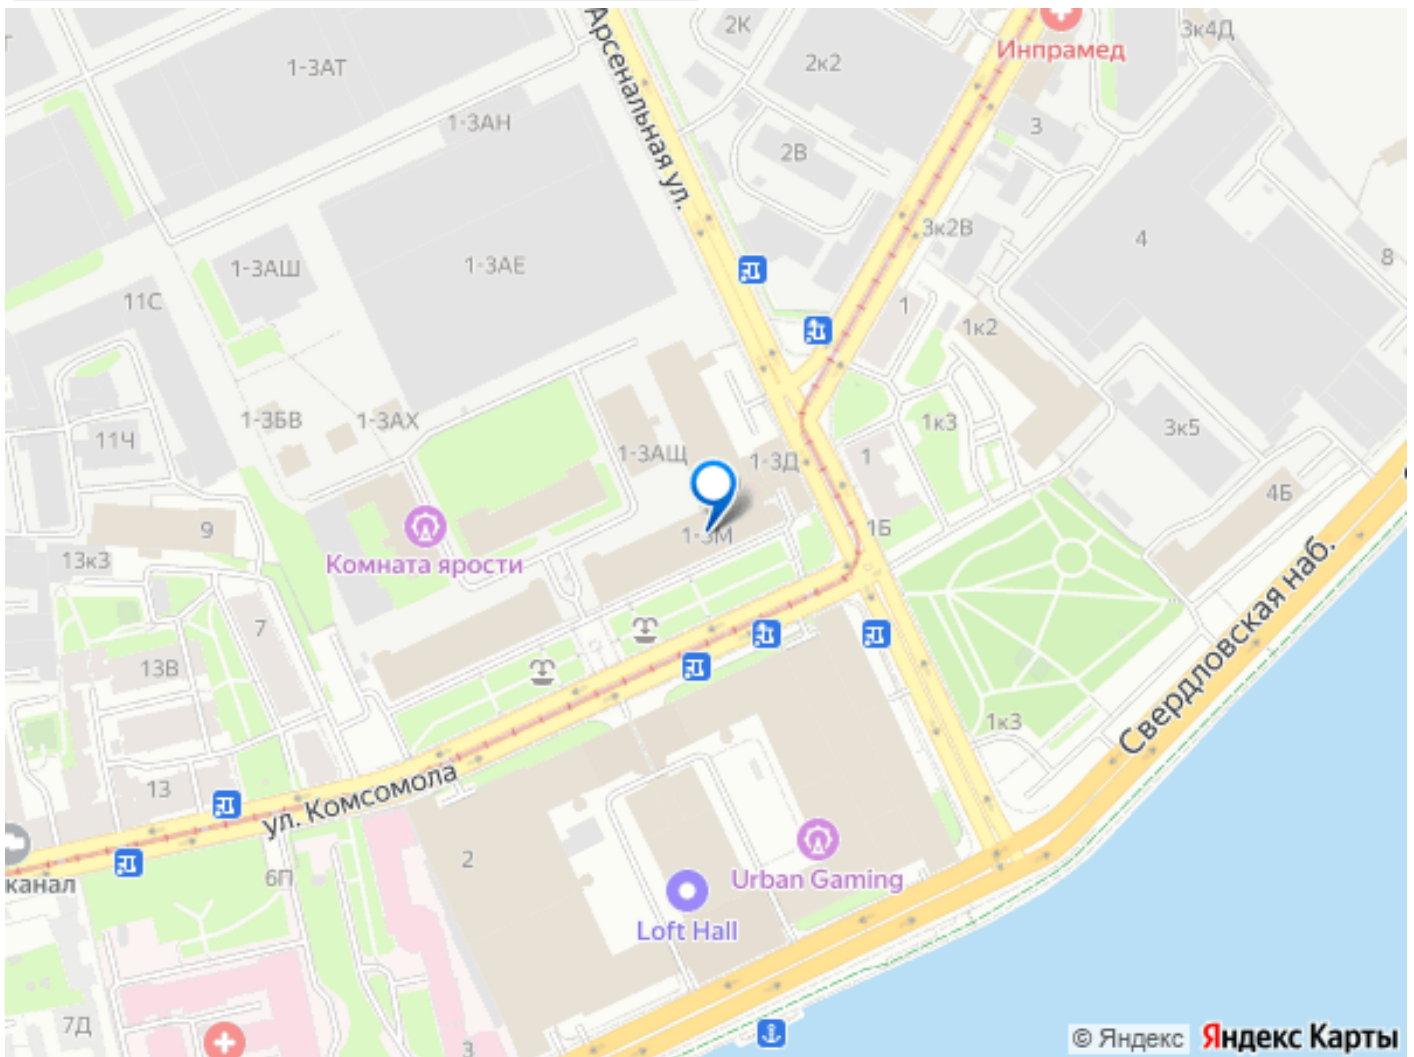 2К
3к4Д
Инпрамед
1-3АТ
2к2
Арсенальная ул.
1-3АН
3
2В
3к2В
4
8
1-3АШ
1-3АЕ
11С
1
1к2
1-3БВ
1-3АХ
1к3
3к5
11Ч
1-3АЩ
1-3Д
1
4Б
9
1-3М
1Б
13к3
Комната ярости
Свердловская наб.
7
13В
1к3
13
ул. Комсомола
канал
6П
2
Urban Gaming
Loft Hall
7Д
3
© Яндекс Яндекс Карты